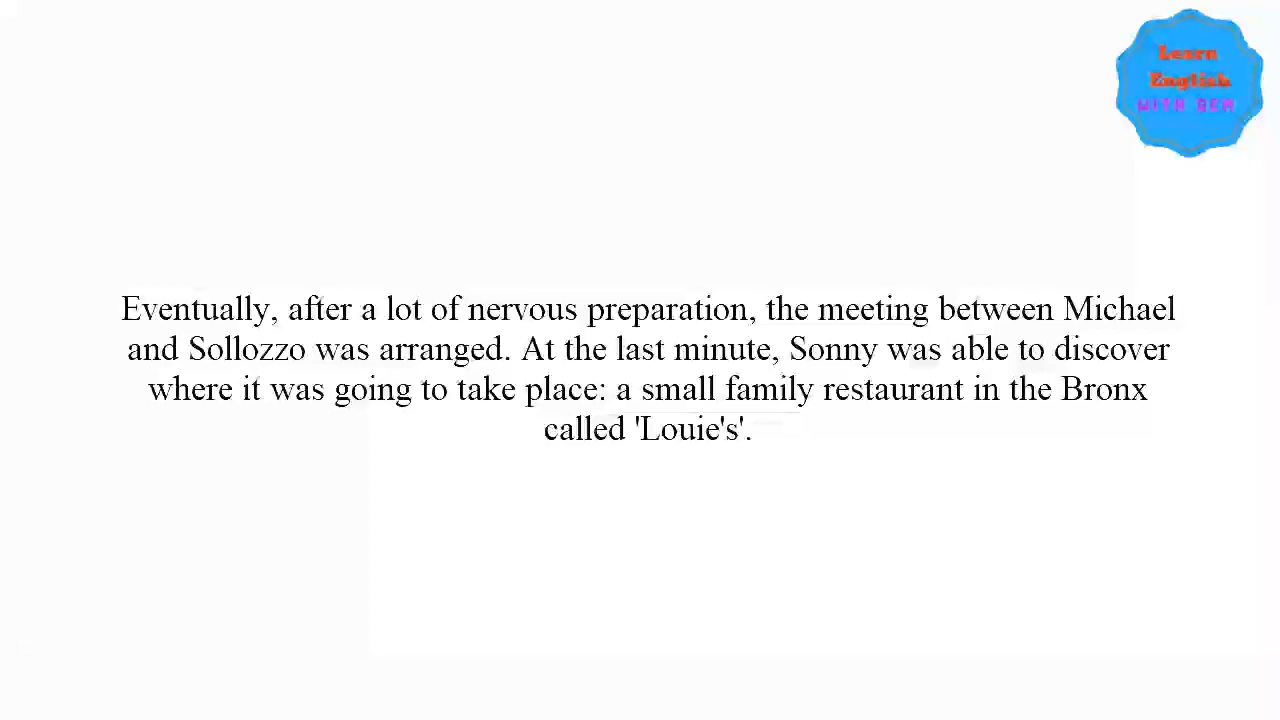 Learn
English
WITH GEN
Eventually, after a lot of nervous preparation, the meeting between Michael
and Sollozzo was arranged. At the last minute, Sonny was able to discover
where it was going to take place: a small family restaurant in the Bronx
called 'Louie's'.